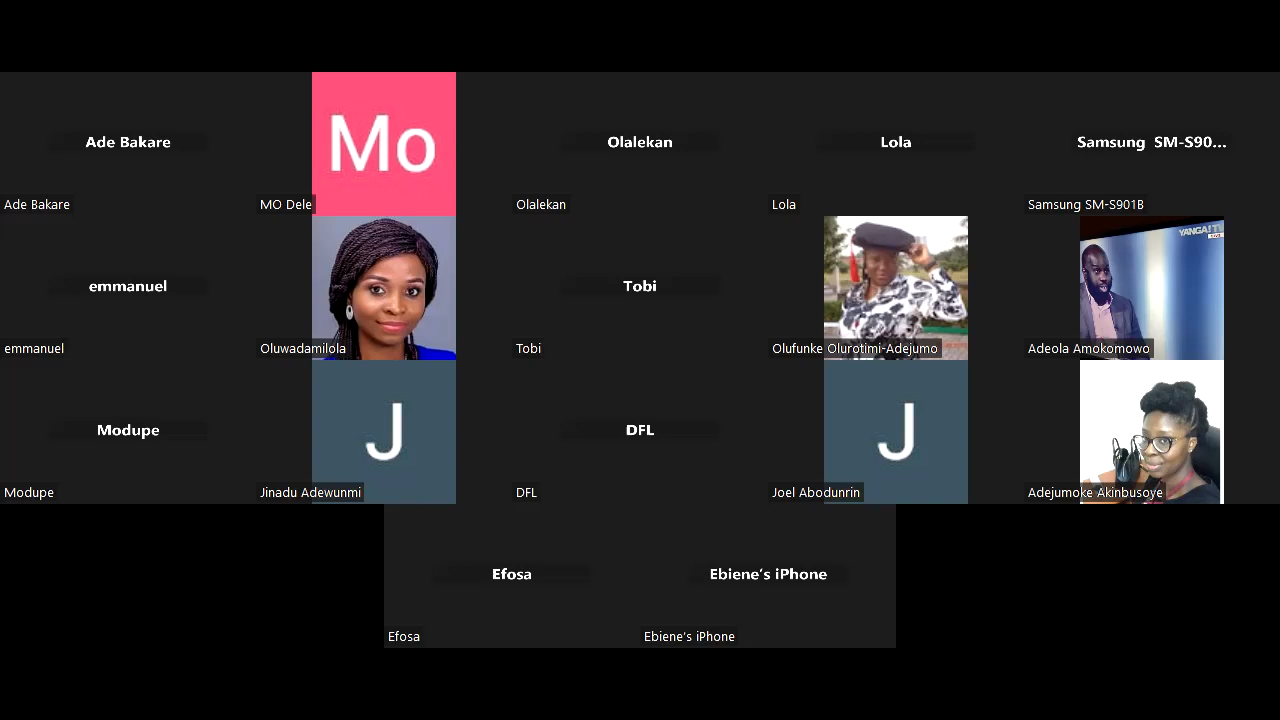 Ade Bakare
Mo
Olalekan
Lola
Samsung SM-S90...
Ade Bakare
MO Dele
Olalekan
Lola
Samsung SM-S901B
YANGA! TV
emmanuel
Tobi
emmanuel
Oluwadamilola
Tobi
Olufunke Olurotimi-Adejumo
Adeola Amokomowo
Modupe
J
DFL
J
Modupe
Jinadu Adewunmi
DFL
Joel Abodunrin
Adejumoke Akinbusoye
Efosa
Ebiene's iPhone
Efosa
Ebiene's iPhone